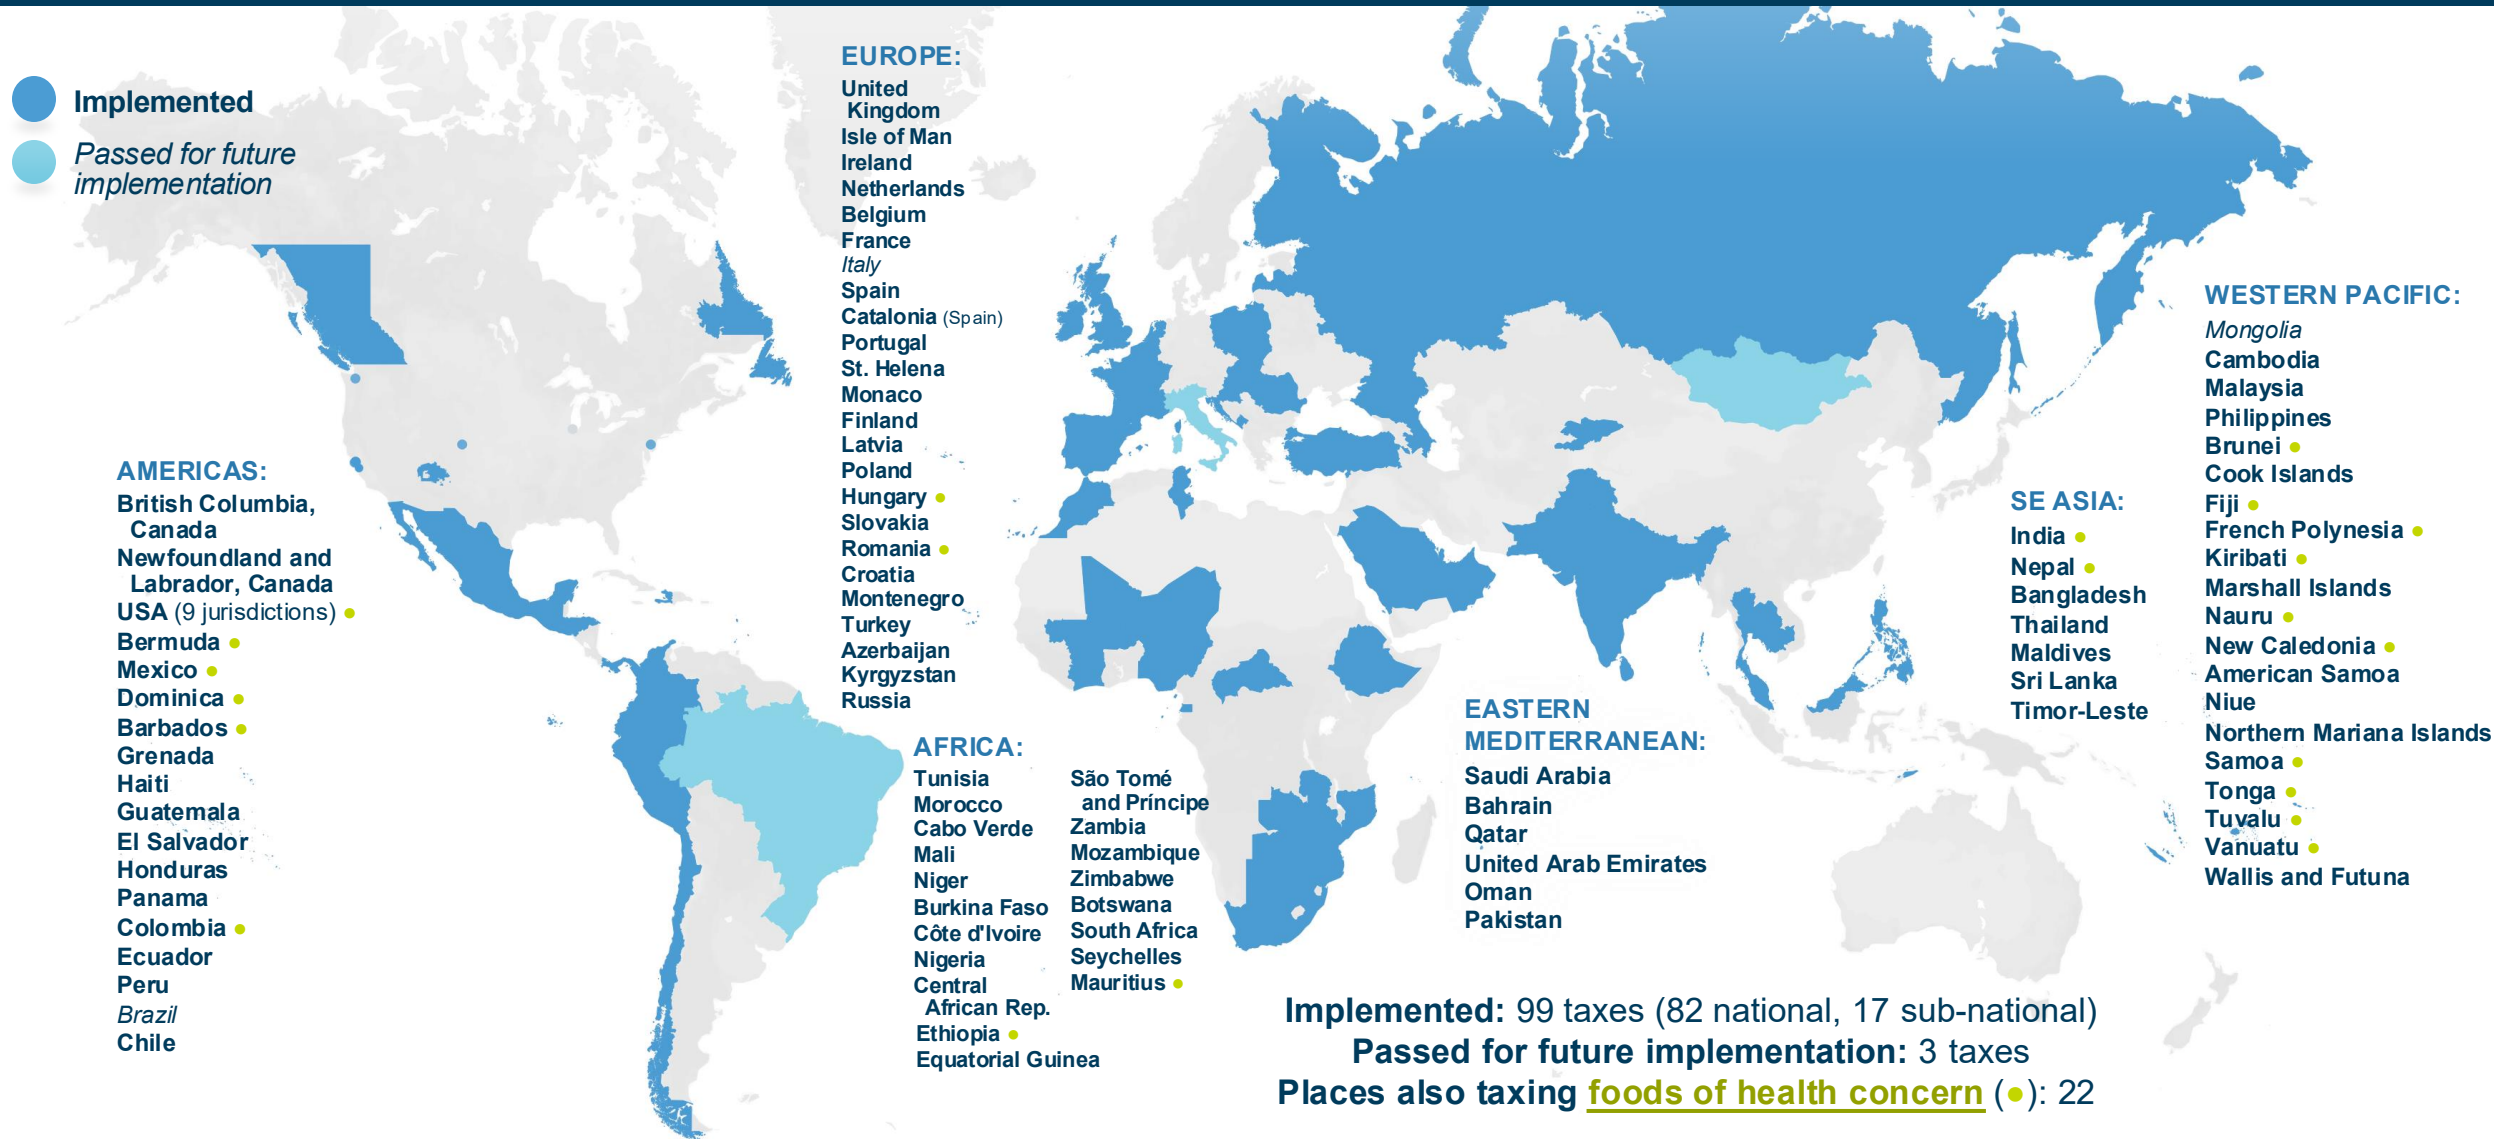 Implemented
Passed for future
implementation
AMERICAS:
British Columbia,
Canada
Newfoundland and
Labrador, Canada
USA (9 jurisdictions) ●
Bermuda ●
Mexico ●
Dominica ●
Barbados ●
Grenada
Haiti
Guatemala
El Salvador
Honduras
Panama
Colombia ●
Ecuador
Peru
Brazil
Chile
EUROPE:
United
Kingdom
Isle of Man
Ireland
Netherlands
Belgium
France
Italy
Spain
Catalonia (Spain)
Portugal
St. Helena
Monaco
Finland
Latvia
Poland
Hungary ●
Slovakia
Romania ●
Croatia
Montenegro
Turkey
Azerbaijan
Kyrgyzstan
Russia
AFRICA:
Tunisia
Morocco
Cabo Verde
Mali
Niger
Burkina Faso
Côte d'Ivoire
Nigeria
Central
African Rep.
Ethiopia ●
Equatorial Guinea
São Tomé
and Príncipe
Zambia
Mozambique
Zimbabwe
Botswana
South Africa
Seychelles
Mauritius ●
EASTERN
MEDITERRANEAN:
Saudi Arabia
Bahrain
Qatar
United Arab Emirates
Oman
Pakistan
SE ASIA:
India ●
Nepal ●
Bangladesh
Thailand
Maldives
Sri Lanka
Timor-Leste
WESTERN PACIFIC:
Mongolia
Cambodia
Malaysia
Philippines
Brunei ●
Cook Islands
Fiji ●
French Polynesia ●
Kiribati ●
Marshall Islands
Nauru ●
New Caledonia ●
American Samoa
Niue
Northern Mariana Islands
Samoa ●
Tonga ●
Tuvalu ●
Vanuatu ●
Wallis and Futuna
Implemented: 99 taxes (82 national, 17 sub-national)
Passed for future implementation: 3 taxes
Places also taxing foods of health concern (●): 22